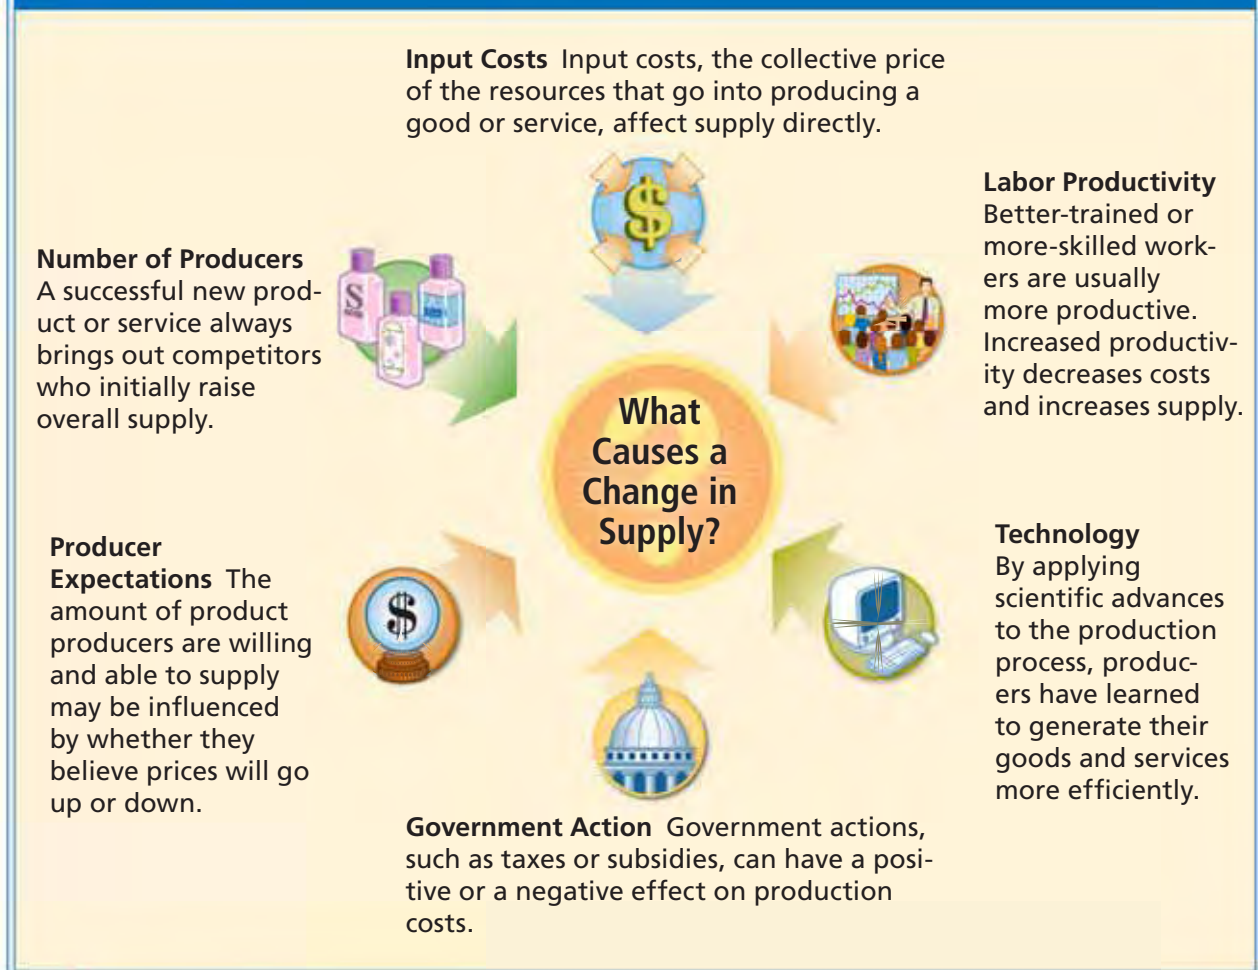 Input Costs Input costs, the collective price
of the resources that go into producing a
good or service, affect supply directly.
Labor Productivity
Better-trained or
more-skilled work-
ers are usually
more productive.
Increased productiv-
ity decreases costs
and increases supply.
Number of Producers
A successful new prod-
uct or service always
brings out competitors
who initially raise
overall supply.
$
S
$
What
Causes a
Change in
Supply?
Producer
Expectations The
amount of product
producers are willing
and able to supply
may be influenced
by whether they
believe prices will go
up or down.
Technology
By applying
scientific advances
to the production
process, produc-
ers have learned
to generate their
goods and services
more efficiently.
Government Action Government actions,
such as taxes or subsidies, can have a posi-
tive or a negative effect on production
costs.